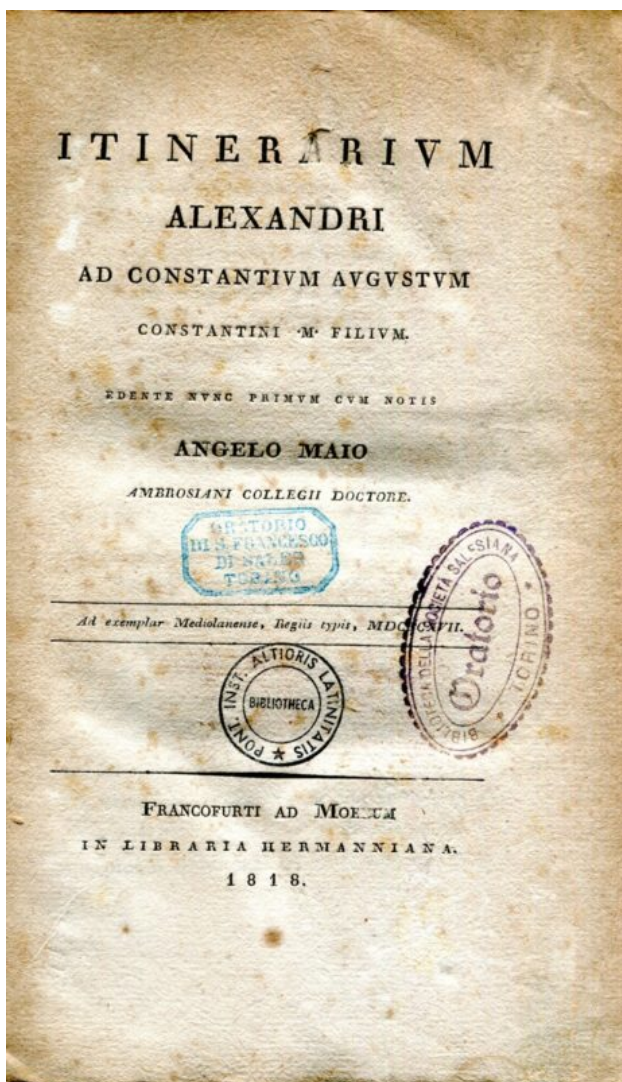 ITINERARIVM
ALEXANDRI
AD CONSTANTIVM AVGVSTVM
CONSTANTINI ·M· FILIVM.
EDENTE NVNC PRIMVM CVM NOTIS
ANGELO MAIO
AMBROSIANI COLLEGII DOCTORE.
ORATORIO
DI S. FRANCESCO
DI SALES
TORINO
Ad exemplar Mediolanense, Regiis typis, MDCCCXVII.
BIBLIOTECA DELLA SOCIETA SALESIANA
Oratorio
* TORINO *
PONT. INST. ALTIORIS LATINITATIS *
BIBLIOTHECA
FRANCOFURTI AD MOENUM
IN LIBRARIA HERMANNIANA.
1818.